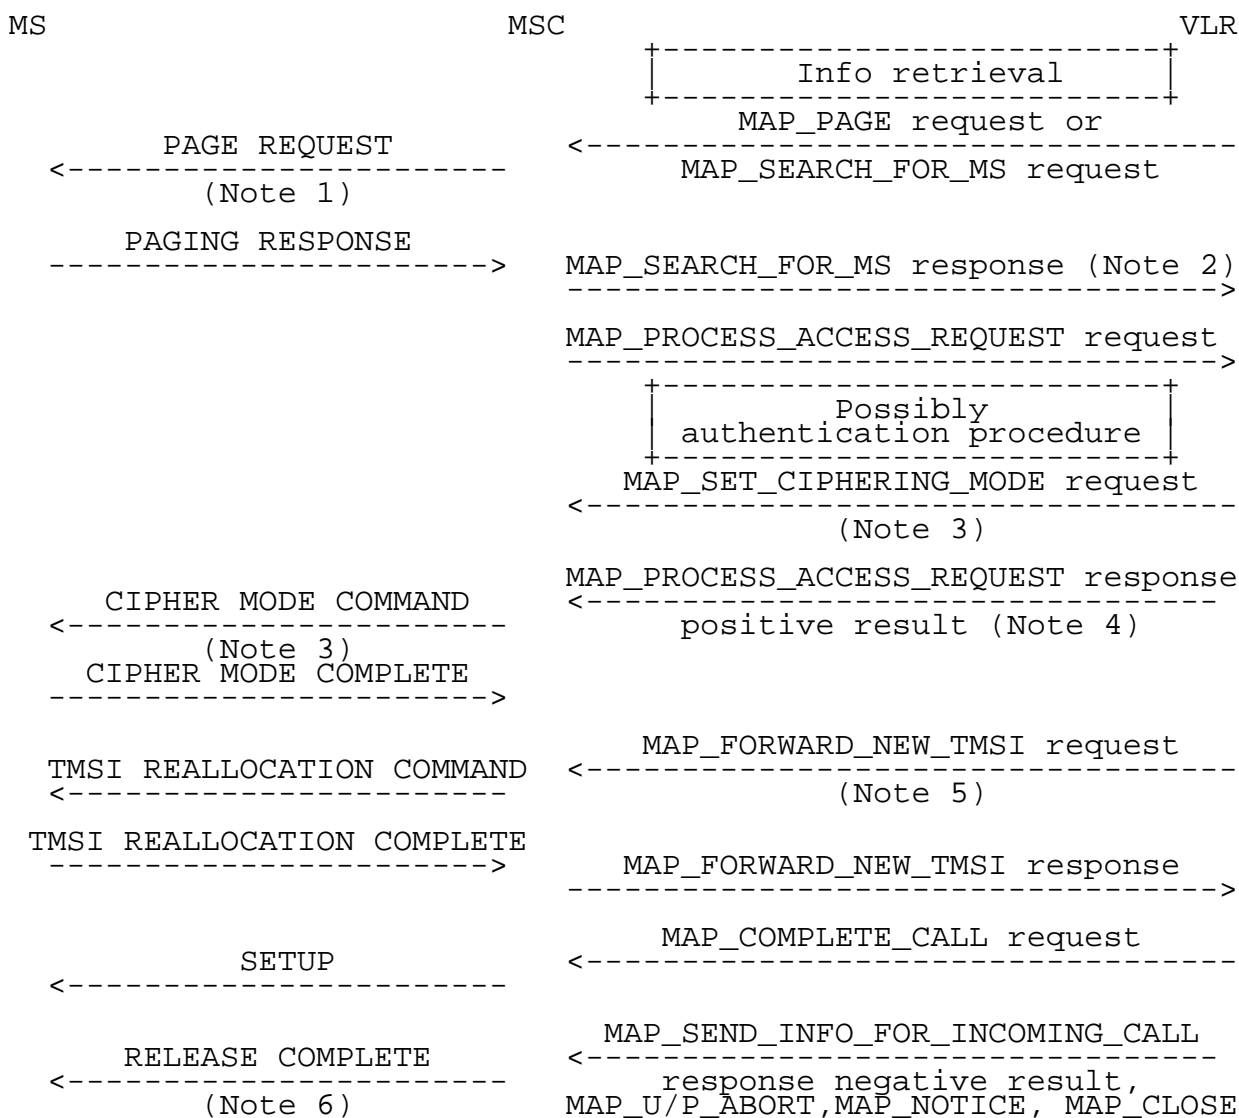 MS MSC VLR
Info retrieval
MAP_PAGE request or
PAGE REQUEST
MAP_SEARCH_FOR_MS request
(Note 1)
PAGING RESPONSE
MAP_SEARCH_FOR_MS response (Note 2)
MAP_PROCESS_ACCESS_REQUEST request
Possibly
authentication procedure
MAP_SET_CIPHERING_MODE request
(Note 3)
MAP_PROCESS_ACCESS_REQUEST response
CIPHER MODE COMMAND
positive result (Note 4)
(Note 3)
CIPHER MODE COMPLETE
MAP_FORWARD_NEW_TMSI request
TMSI REALLOCATION COMMAND
(Note 5)
TMSI REALLOCATION COMPLETE
MAP_FORWARD_NEW_TMSI response
MAP_COMPLETE_CALL request
SETUP
MAP_SEND_INFO_FOR_INCOMING_CALL
RELEASE COMPLETE
response negative result,
(Note 6) MAP_U/P_ABORT,MAP_NOTICE, MAP_CLOSE